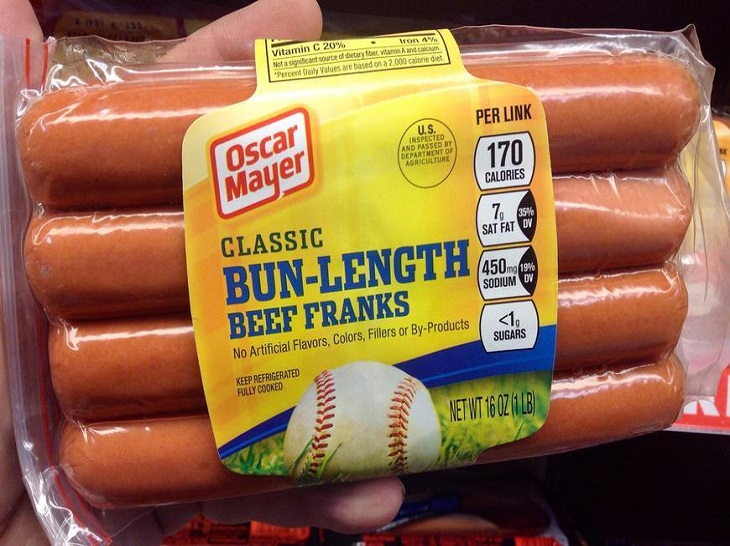 Vitamin C 20% • Iron 4%
Not a significant source of dietary fiber, vitamin A and calcium.
*Percent Daily Values are based on a 2,000 calorie diet.
Oscar
Mayer
U.S.
INSPECTED
AND PASSED BY
DEPARTMENT OF
AGRICULTURE
PER LINK
170
CALORIES
7g
SAT FAT
35%
DV
450mg
SODIUM
19%
DV
<1g
SUGARS
CLASSIC
BUN-LENGTH
BEEF FRANKS
No Artificial Flavors, Colors, Fillers or By-Products
KEEP REFRIGERATED
FULLY COOKED
NET WT 16 OZ (1 LB)